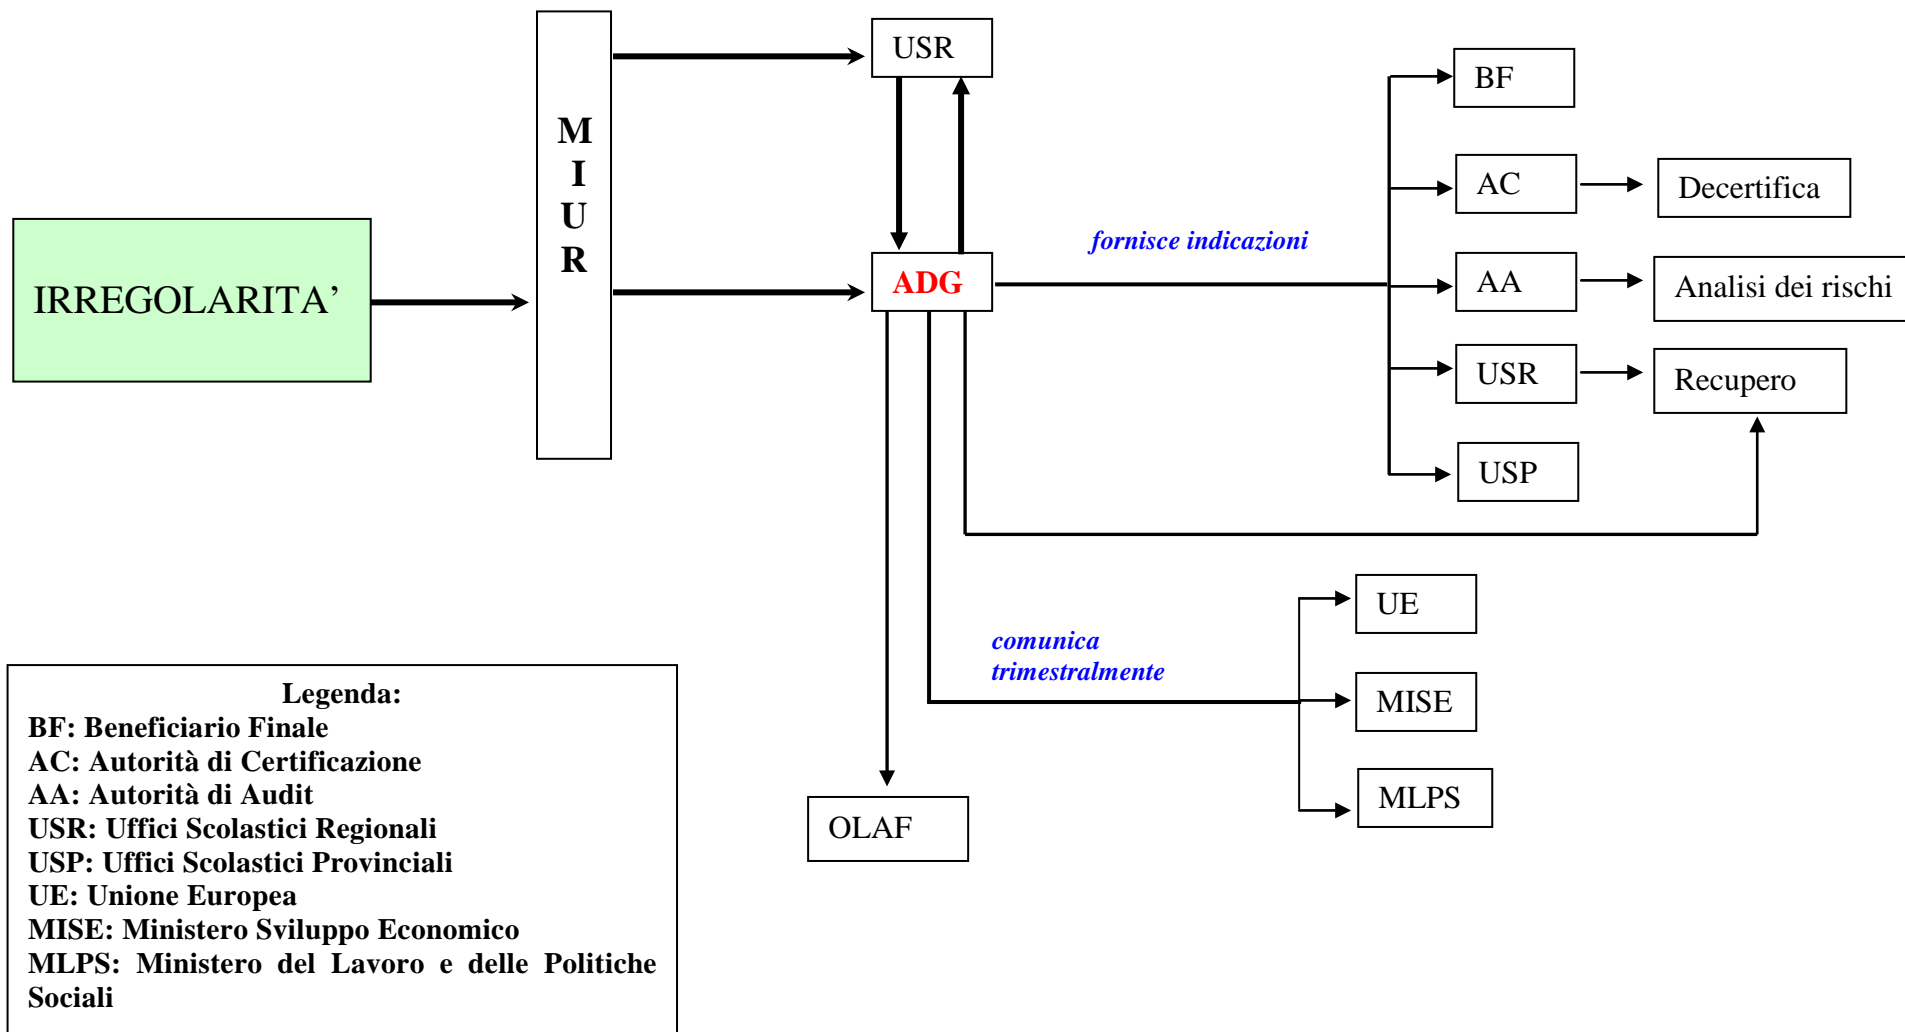 USR
BF
M
I
U
R
AC
Decertifica
fornisce indicazioni
IRREGOLARITA’
ADG
AA
Analisi dei rischi
USR
Recupero
USP
UE
comunica
trimestralmente
MISE
MLPS
OLAF
Legenda:
BF: Beneficiario Finale
AC: Autorità di Certificazione
AA: Autorità di Audit
USR: Uffici Scolastici Regionali
USP: Uffici Scolastici Provinciali
UE: Unione Europea
MISE: Ministero Sviluppo Economico
MLPS: Ministero del Lavoro e delle Politiche
Sociali